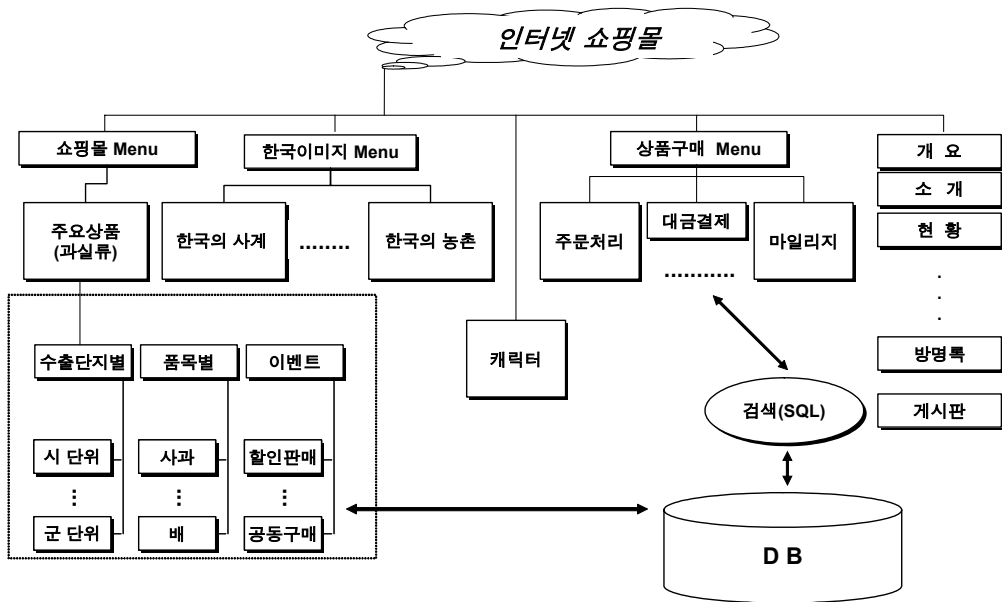 인터넷 쇼핑몰
쇼핑몰 Menu
한국이미지 Menu
상품구매 Menu
개 요
소 개
현 황
.
.
.
방명록
게시판
주요상품
(과실류)
한국의 사계
........
한국의 농촌
주문처리
대금결제
...........
마일리지
캐릭터
수출단지별
품목별
이벤트
시 단위
⋮
군 단위
사과
⋮
배
할인판매
⋮
공동구매
검색(SQL)
D B